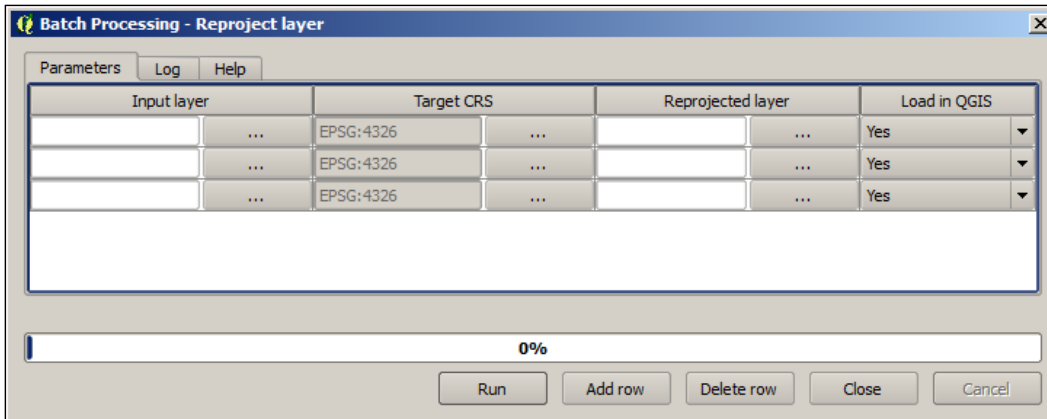 Batch Processing - Reproject layer
Parameters Log Help
Input layer Target CRS Reprojected layer Load in QGIS
... EPSG:4326 ... ... Yes
... EPSG:4326 ... ... Yes
... EPSG:4326 ... ... Yes
0%
Run Add row Delete row Close Cancel